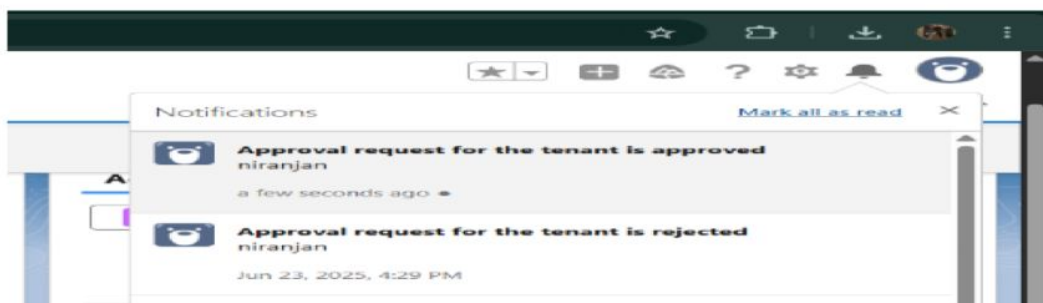 Notifications
Mark all as read
Approval request for the tenant is approved
niranjan
a few seconds ago
Approval request for the tenant is rejected
niranjan
Jun 23, 2025, 4:29 PM